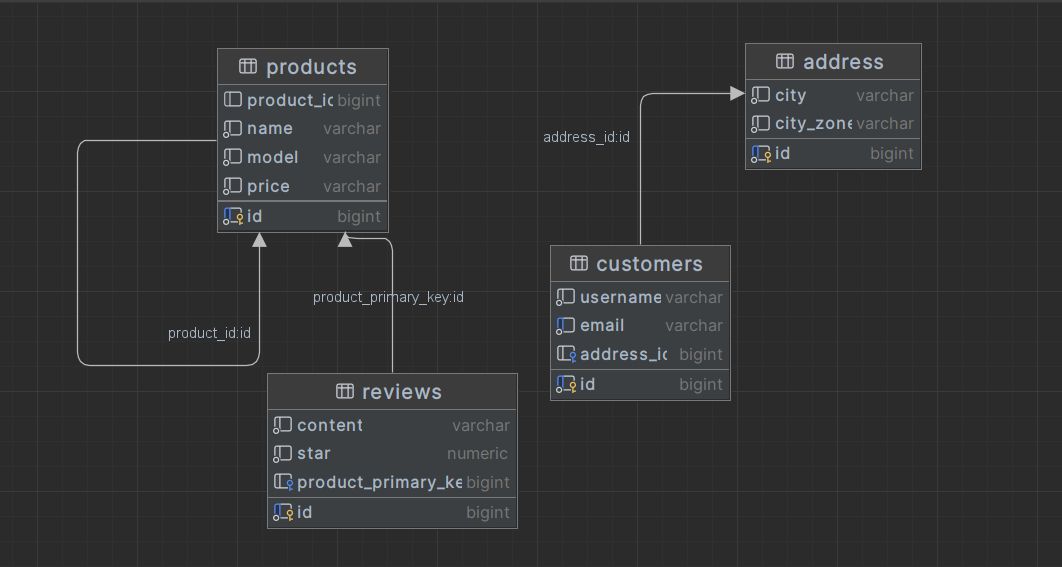 products
product_id bigint
name varchar
model varchar
price varchar
id bigint
product_id:id
product_primary_key:id
reviews
content varchar
star numeric
product_primary_ke bigint
id bigint
address_id:id
address
city varchar
city_zone varchar
id bigint
customers
username varchar
email varchar
address_id bigint
id bigint